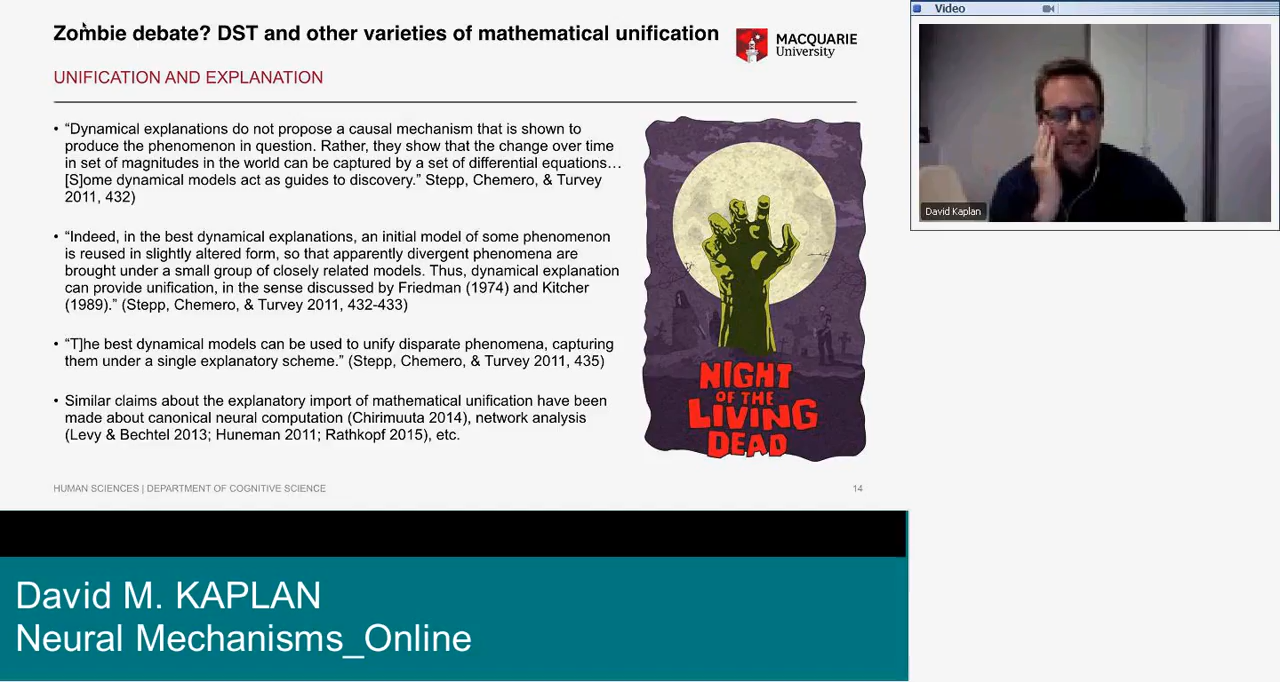 Zombie debate? DST and other varieties of mathematical unification
MACQUARIE
University
UNIFICATION AND EXPLANATION
• “Dynamical explanations do not propose a causal mechanism that is shown to
produce the phenomenon in question. Rather, they show that the change over time
in set of magnitudes in the world can be captured by a set of differential equations…
[S]ome dynamical models act as guides to discovery.” Stepp, Chemero, & Turvey
2011, 432)
• “Indeed, in the best dynamical explanations, an initial model of some phenomenon
is reused in slightly altered form, so that apparently divergent phenomena are
brought under a small group of closely related models. Thus, dynamical explanation
can provide unification, in the sense discussed by Friedman (1974) and Kitcher
(1989).” (Stepp, Chemero, & Turvey 2011, 432-433)
• “T]he best dynamical models can be used to unify disparate phenomena, capturing
them under a single explanatory scheme.” (Stepp, Chemero, & Turvey 2011, 435)
• Similar claims about the explanatory import of mathematical unification have been
made about canonical neural computation (Chirimuuta 2014), network analysis
(Levy & Bechtel 2013; Huneman 2011; Rathkopf 2015), etc.
NIGHT
OF THE
LIVING
DEAD
HUMAN SCIENCES | DEPARTMENT OF COGNITIVE SCIENCE
14
Video
David Kaplan
David M. KAPLAN
Neural Mechanisms_Online